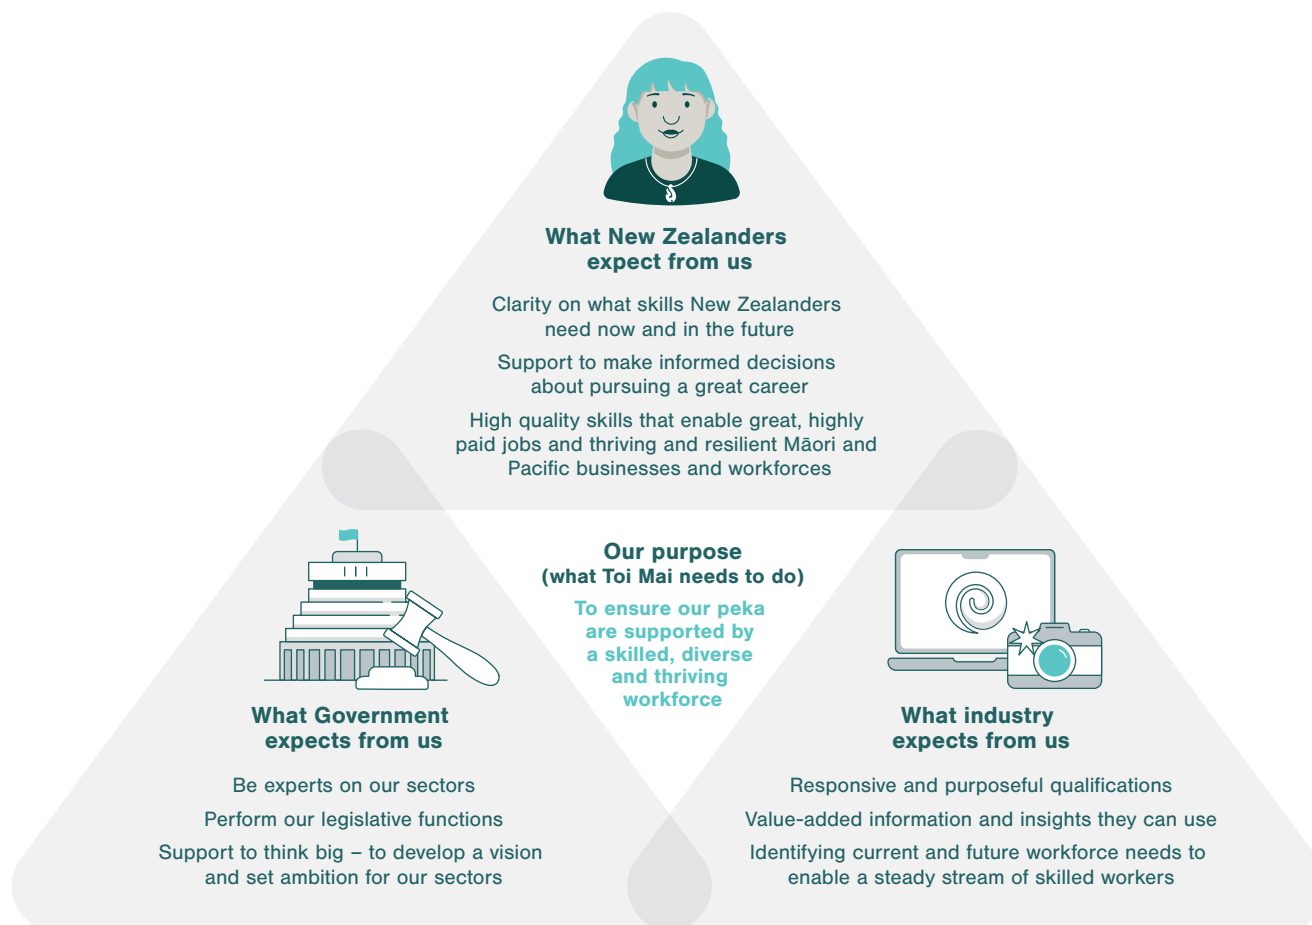 What New Zealanders
expect from us
Clarity on what skills New Zealanders
need now and in the future
Support to make informed decisions
about pursuing a great career
High quality skills that enable great, highly
paid jobs and thriving and resilient Māori and
Pacific businesses and workforces
Our purpose
(what Toi Mai needs to do)
To ensure our peka
are supported by
a skilled, diverse
and thriving
workforce
What Government
expects from us
Be experts on our sectors
Perform our legislative functions
Support to think big – to develop a vision
and set ambition for our sectors
What industry
expects from us
Responsive and purposeful qualifications
Value-added information and insights they can use
Identifying current and future workforce needs to
enable a steady stream of skilled workers